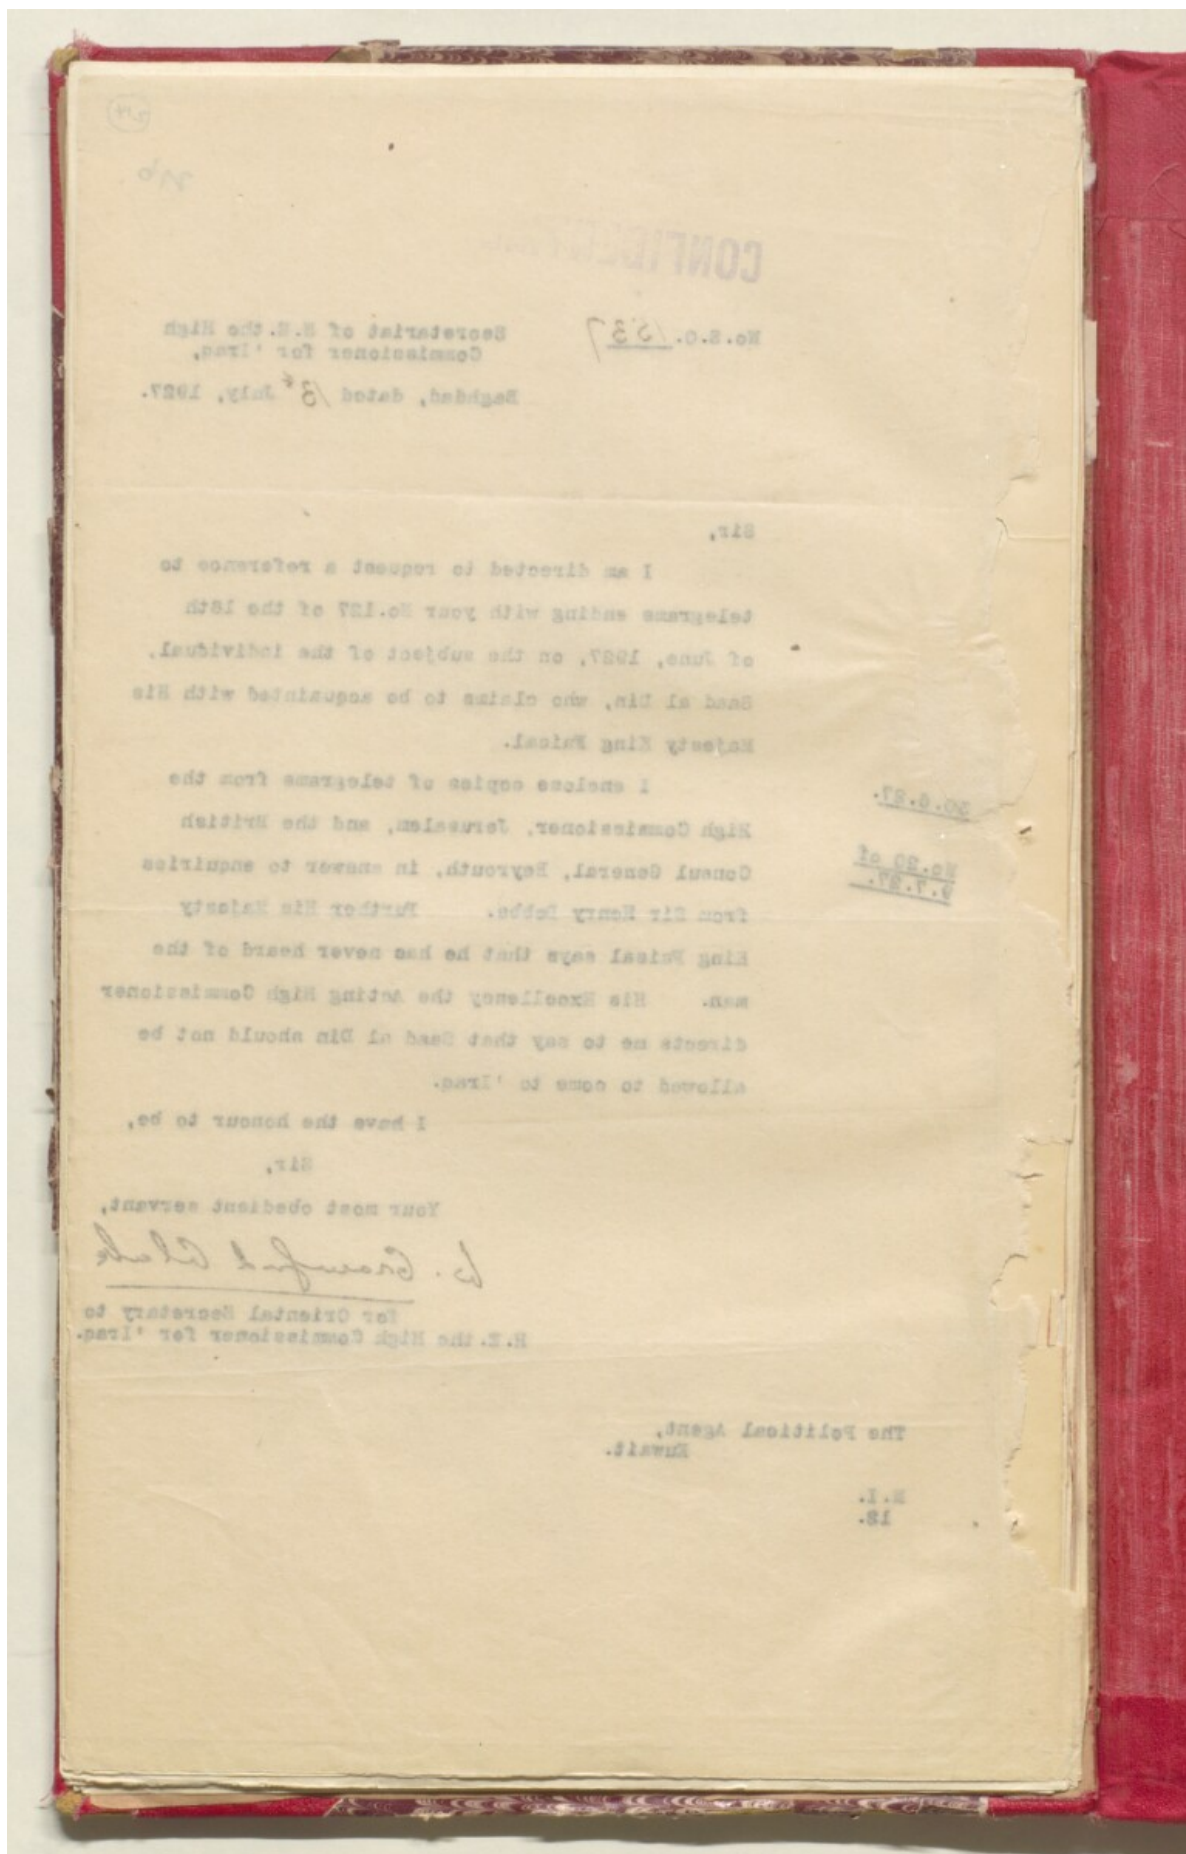 CONFIDENTIAL
No.S.O. 1537
Secretariat of H.E.the High
Commissioner for 'Iraq,
Baghdad, dated 13th July, 1927.
Sir,
I am directed to request a reference to
telegrams ending with your No.127 of the 18th
of June, 1927, on the subject of the individual,
Saad al Din, who claims to be acquainted with His
Majesty King Faisal.
I enclose copies of telegrams from the
30.6.27.
High Commissioner, Jerusalem, and the British
No.20 of
9.7.27.
Consul General, Beyrouth, in answer to enquiries
from Sir Henry Dobbs. Further His Majesty
King Faisal says that he has never heard of the
man. His Excellency the Acting High Commissioner
directs me to say that Saad al Din should not be
allowed to come to 'Iraq.
I have the honour to be,
Sir,
Your most obedient servant,
for Oriental Secretary to
H.E.the High Commissioner for 'Iraq.
The Political Agent,
Kuwait.
18.